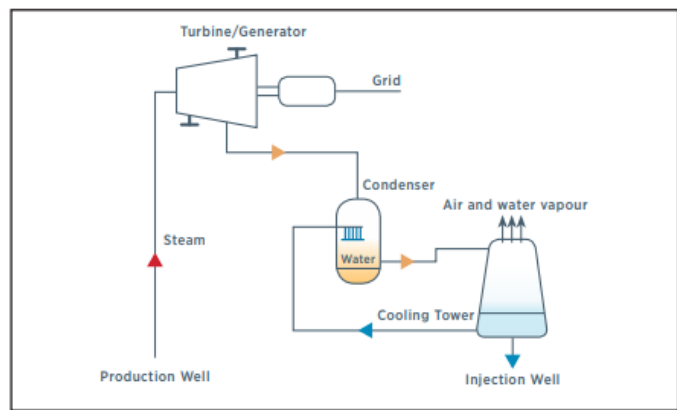 Turbine/Generator
Grid
Condenser
Air and water vapour
Steam
Water
Cooling Tower
Production Well
Injection Well